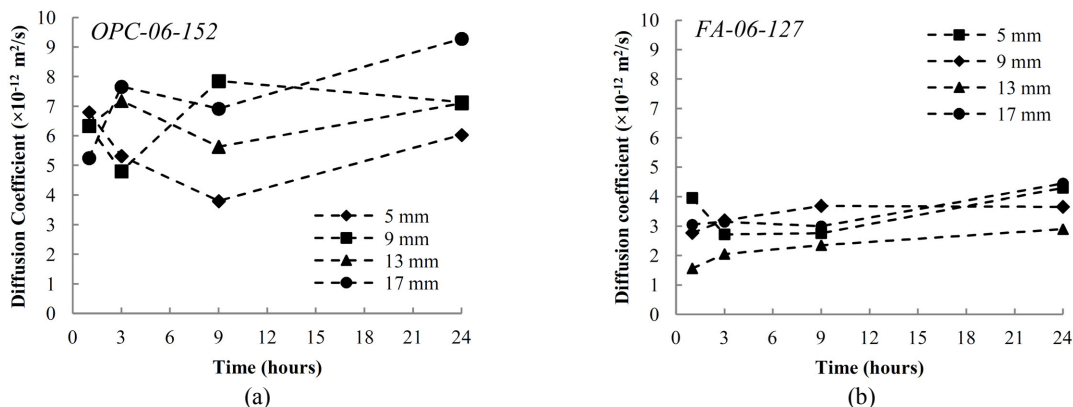 OPC-06-152
Diffusion Coefficient (×10⁻¹² m²/s)
10
9
8
7
6
5
4
3
2
1
0
5 mm
9 mm
13 mm
17 mm
0 3 6 9 12 15 18 21 24
Time (hours)
(a)
FA-06-127
Diffusion coefficient (×10⁻¹² m²/s)
10
9
8
7
6
5
4
3
2
1
0
5 mm
9 mm
13 mm
17 mm
0 3 6 9 12 15 18 21 24
Time (hours)
(b)